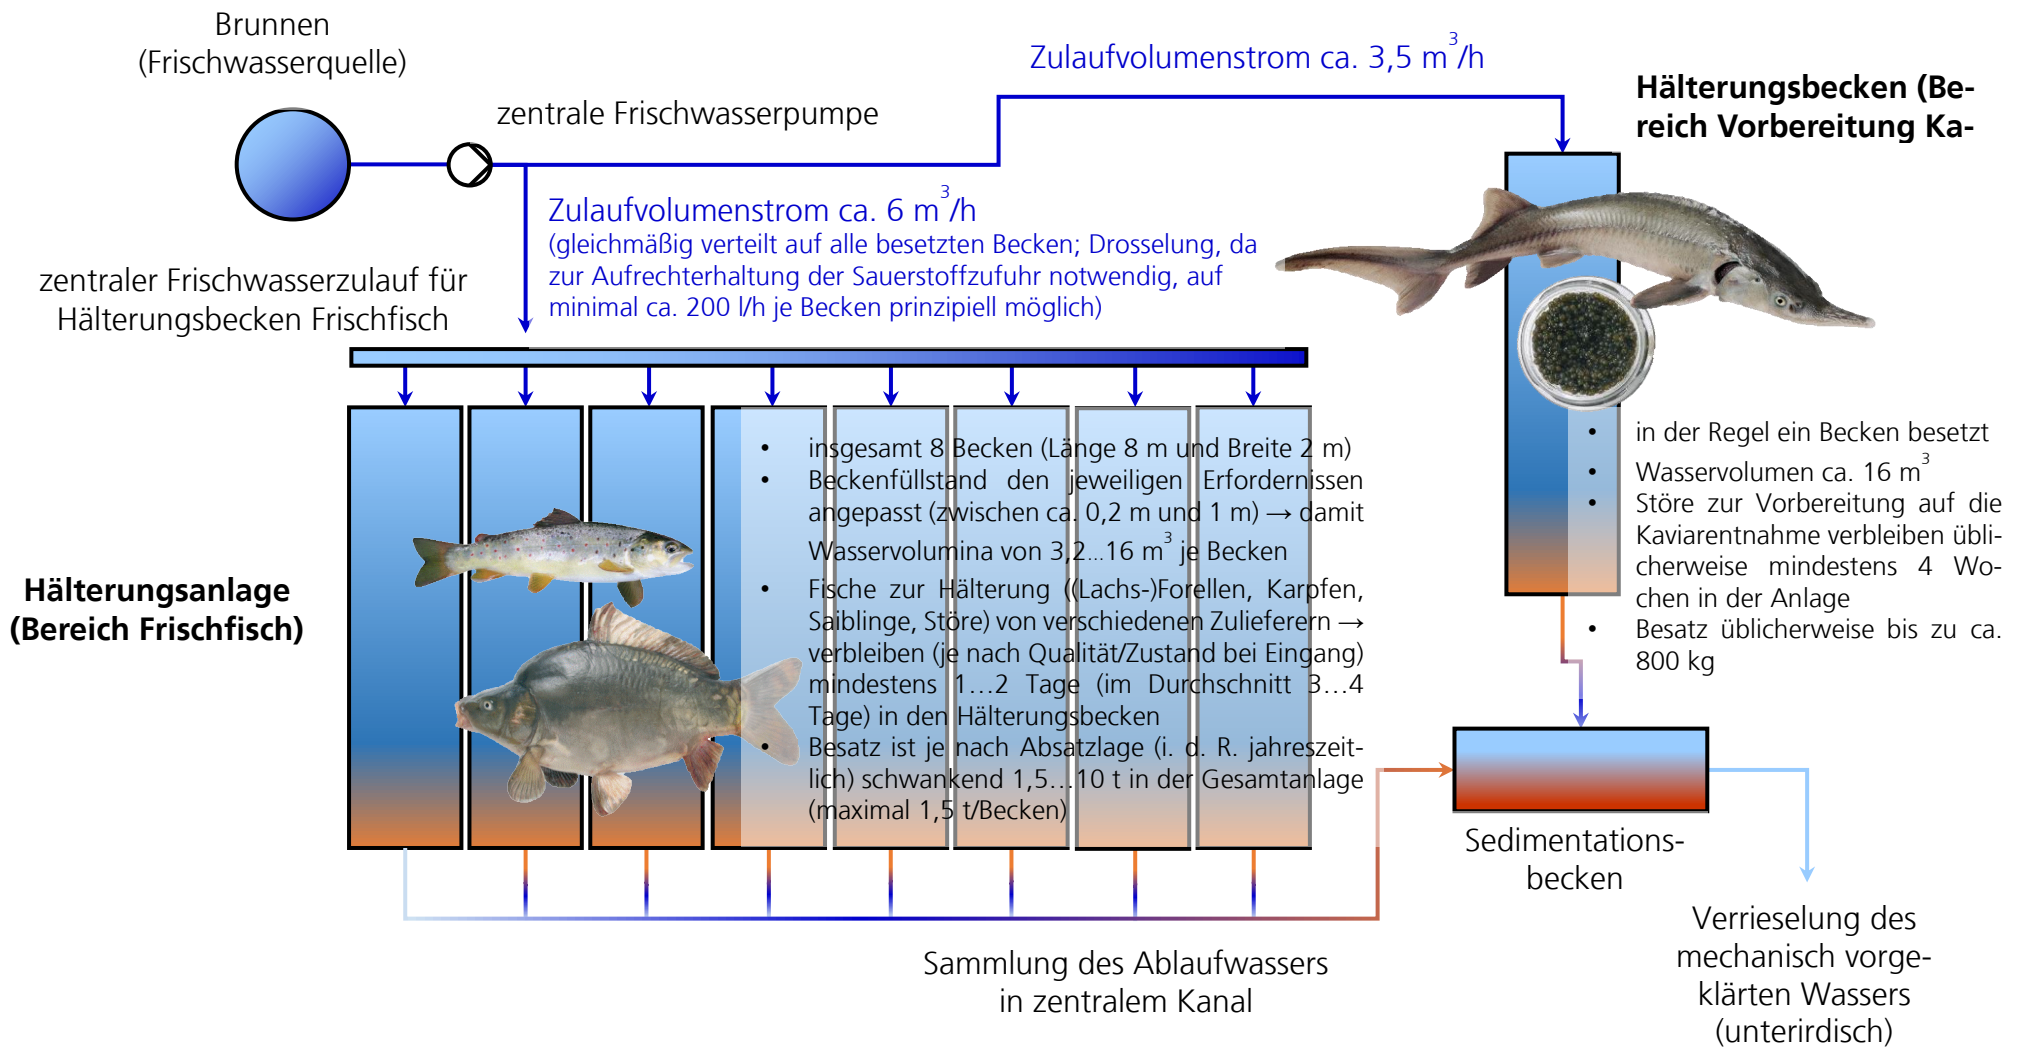 Brunnen
(Frischwasserquelle)
zentrale Frischwasserpumpe
Zulaufvolumenstrom ca. 3,5 m³/h
Hälterungsbecken (Be-
reich Vorbereitung Ka-
Zulaufvolumenstrom ca. 6 m³/h
(gleichmäßig verteilt auf alle besetzten Becken; Drosselung, da
zur Aufrechterhaltung der Sauerstoffzufuhr notwendig, auf
minimal ca. 200 l/h je Becken prinzipiell möglich)
zentraler Frischwasserzulauf für
Hälterungsbecken Frischfisch
• insgesamt 8 Becken (Länge 8 m und Breite 2 m)
• Beckenfüllstand den jeweiligen Erfordernissen
angepasst (zwischen ca. 0,2 m und 1 m) → damit
Wasservolumina von 3,2...16 m³ je Becken
• Fische zur Hälterung ((Lachs-)Forellen, Karpfen,
Saiblinge, Störe) von verschiedenen Zulieferern →
verbleiben (je nach Qualität/Zustand bei Eingang)
mindestens 1...2 Tage (im Durchschnitt 3...4
Tage) in den Hälterungsbecken
• Besatz ist je nach Absatzlage (i. d. R. jahreszeit-
lich) schwankend 1,5...10 t in der Gesamtanlage
(maximal 1,5 t/Becken)
• in der Regel ein Becken besetzt
• Wasservolumen ca. 16 m³
• Störe zur Vorbereitung auf die
Kaviarentnahme verbleiben übli-
cherweise mindestens 4 Wo-
chen in der Anlage
• Besatz üblicherweise bis zu ca.
800 kg
Hälterungsanlage
(Bereich Frischfisch)
Sedimentations-
becken
Sammlung des Ablaufwassers
in zentralem Kanal
Verrieselung des
mechanisch vorge-
klärten Wassers
(unterirdisch)